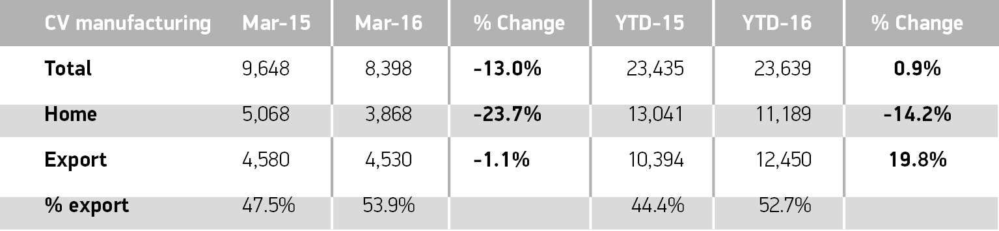 CV manufacturing Mar-15 Mar-16 % Change YTD-15 YTD-16 % Change
Total 9,648 8,398 -13.0% 23,435 23,639 0.9%
Home 5,068 3,868 -23.7% 13,041 11,189 -14.2%
Export 4,580 4,530 -1.1% 10,394 12,450 19.8%
% export 47.5% 53.9% 44.4% 52.7%